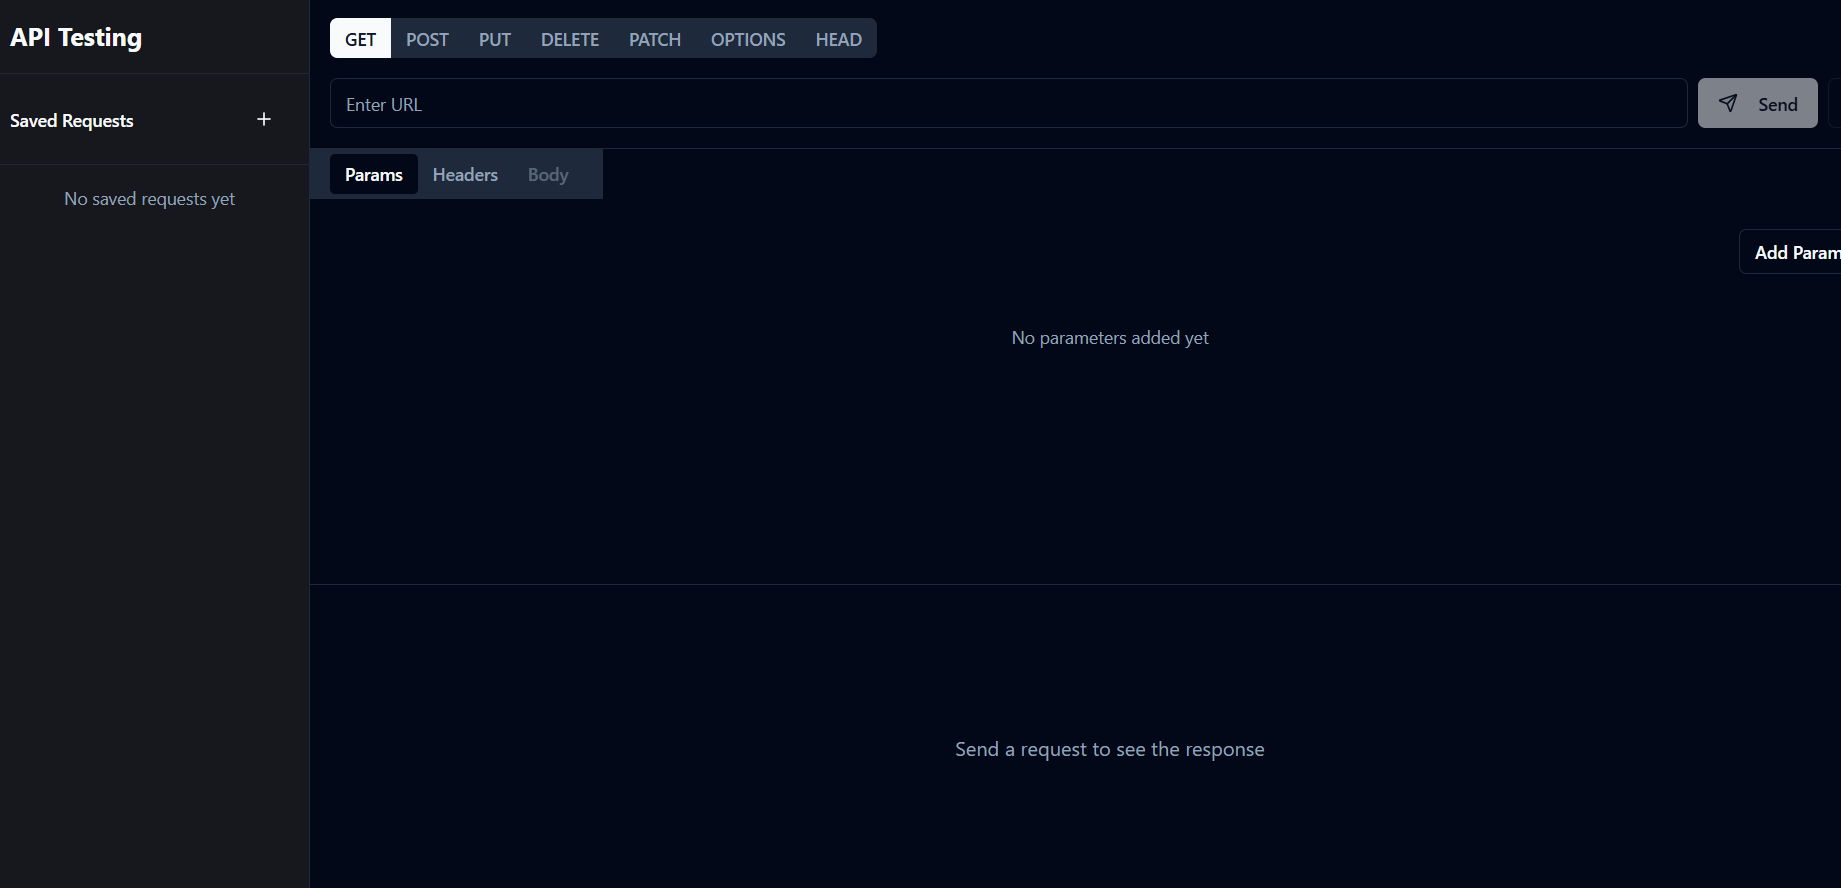 API Testing
GET POST PUT DELETE PATCH OPTIONS HEAD
Enter URL
Send
Saved Requests
No saved requests yet
Params Headers Body
Add Param
No parameters added yet
Send a request to see the response